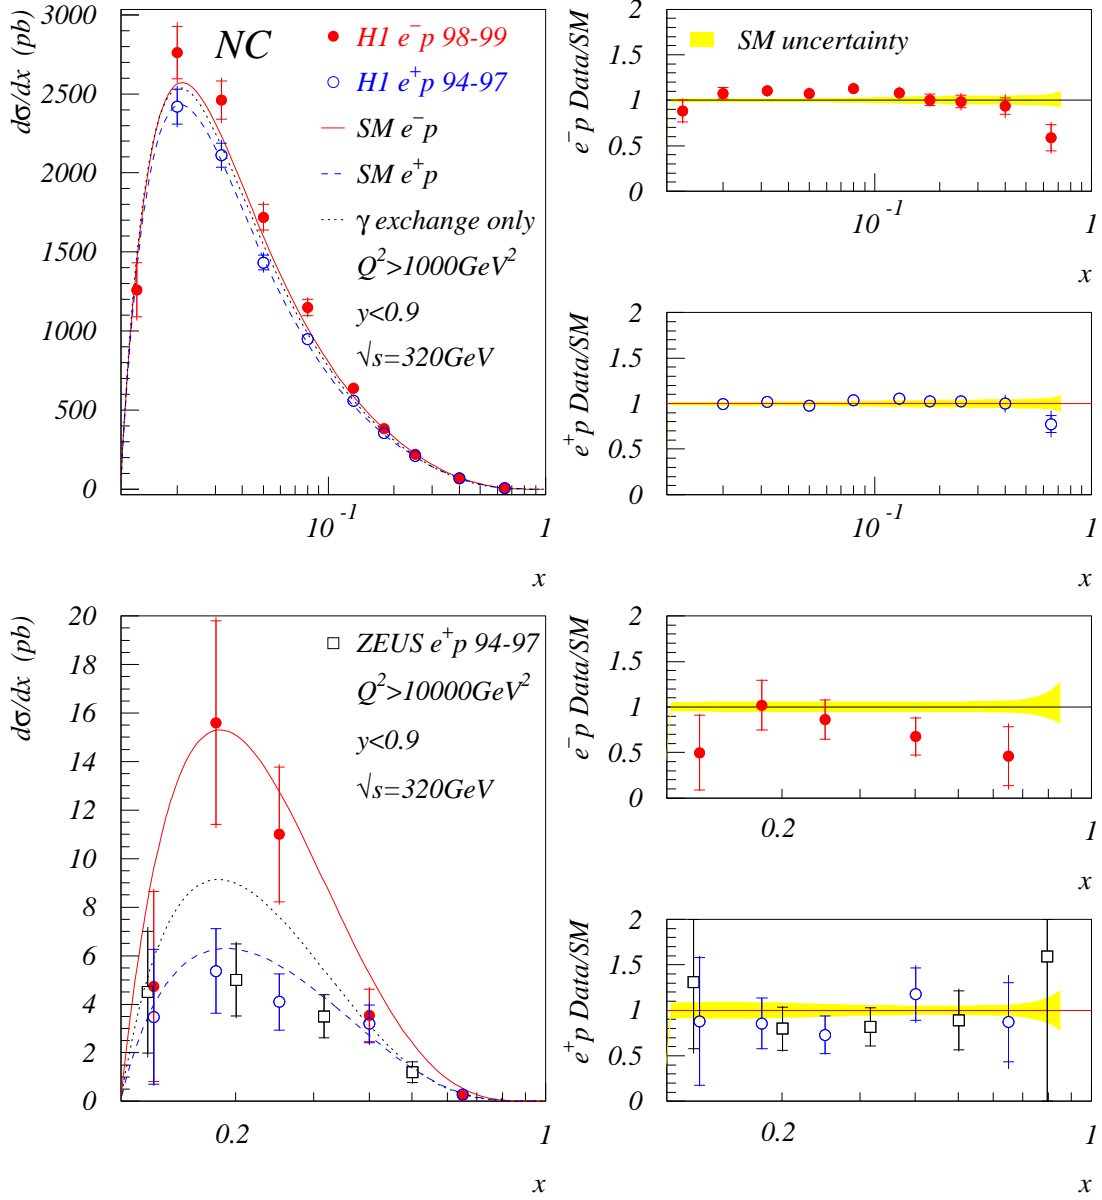 NC
dσ/dx (pb)
3000
2500
2000
1500
1000
500
0
H1 e⁻p 98-99
H1 e⁺p 94-97
SM e⁻p
SM e⁺p
γ exchange only
Q²>1000GeV²
y<0.9
√s=320GeV
10⁻¹
1
x
e⁻p Data/SM
2
1.5
1
0.5
0
SM uncertainty
10⁻¹
1
x
e⁺p Data/SM
2
1.5
1
0.5
0
10⁻¹
1
x
dσ/dx (pb)
20
18
16
14
12
10
8
6
4
2
0
ZEUS e⁺p 94-97
Q²>10000GeV²
y<0.9
√s=320GeV
0.2
1
x
e⁻p Data/SM
2
1.5
1
0.5
0
0.2
1
x
e⁺p Data/SM
2
1.5
1
0.5
0
0.2
1
x